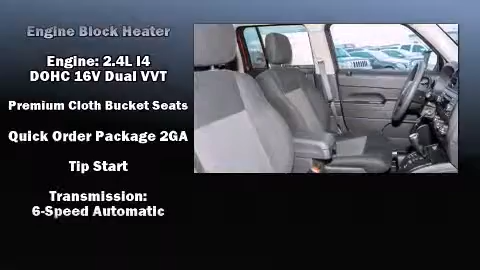 Engine Block Heater
Engine: 2.4L I4
DOHC 16V Dual VVT
Premium Cloth Bucket Seats
Quick Order Package 2GA
Tip Start
Transmission:
6-Speed Automatic